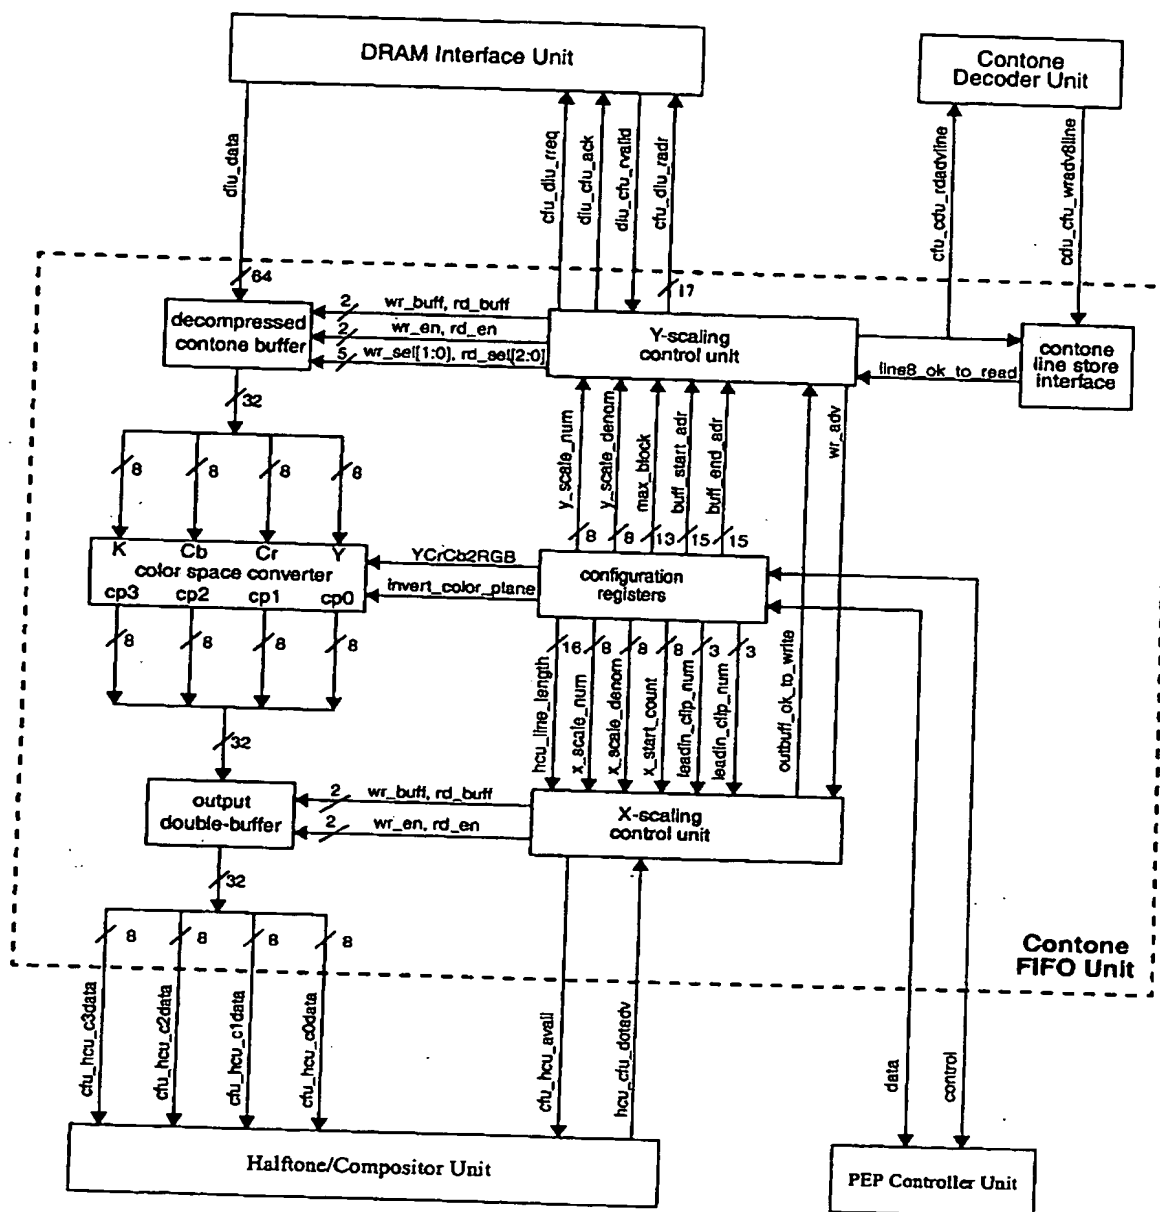 DRAM Interface Unit
Contone
Decoder Unit
diu_data
cfu_diu_rreq
diu_cfu_ack
diu_cfu_rvalid
cfu_diu_radr
cfu_cdu_rdadvline
cdu_cfu_wradv8line
64
17
decompressed
contone buffer
2
wr_buff, rd_buff
2
wr_en, rd_en
5
wr_sel[1:0], rd_sel[2:0]
Y-scaling
control unit
line8_ok_to_read
contone
line store
interface
32
8
8
8
8
y_scale_num
y_scale_denom
max_block
buff_start_adr
buff_end_adr
wr_adv
8
8
13
15
15
K
Cb
Cr
Y
color space converter
cp3
cp2
cp1
cp0
YCrCb2RGB
invert_color_plane
configuration
registers
8
8
8
8
16
8
8
8
3
3
hcu_line_length
x_scale_num
x_scale_denom
x_start_count
leadin_clip_num
leadin_clip_num
outbuff_ok_to_write
32
output
double-buffer
2
wr_buff, rd_buff
2
wr_en, rd_en
X-scaling
control unit
32
8
8
8
8
Contone
FIFO Unit
cfu_hcu_c3data
cfu_hcu_c2data
cfu_hcu_c1data
cfu_hcu_c0data
cfu_hcu_avail
hcu_cfu_dotadv
data
control
Halftone/Compositor Unit
PEP Controller Unit